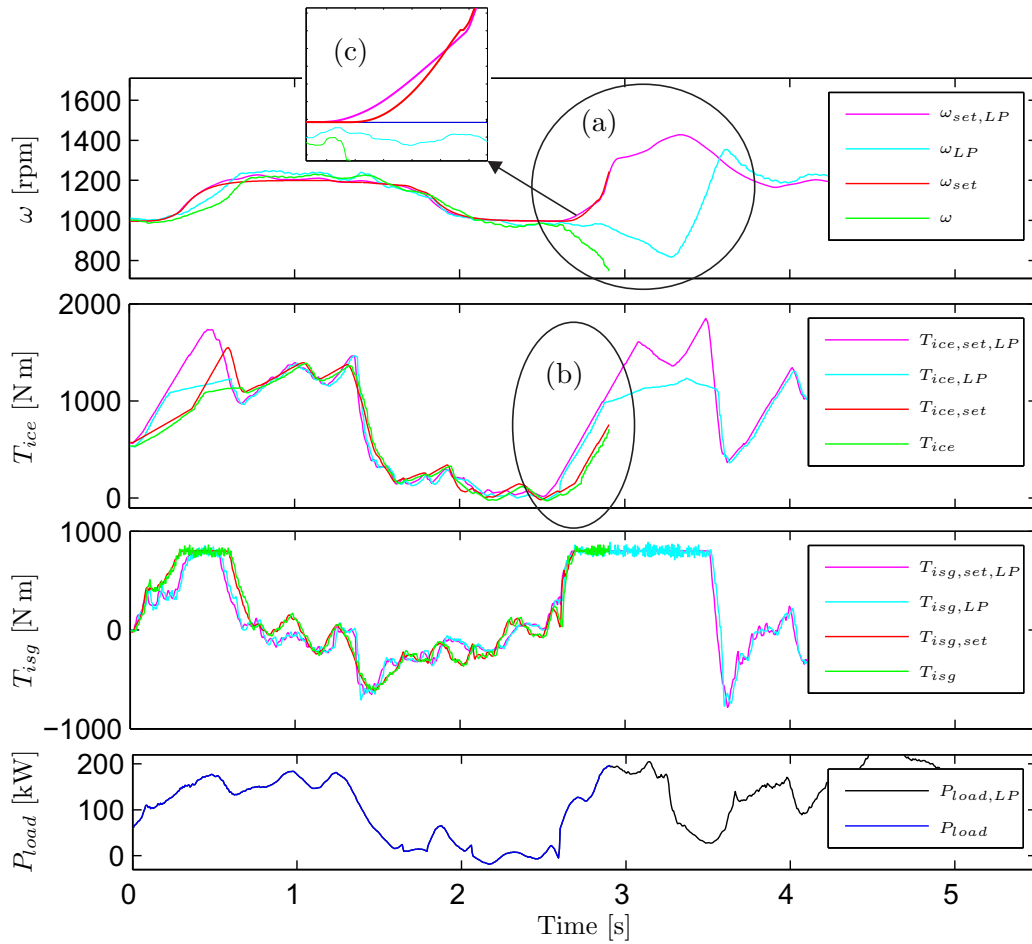 (c)
(a)
1600
1400
1200
1000
800
ω [rpm]
ω_{set,LP}
ω_{LP}
ω_{set}
ω
2000
1000
0
T_{ice} [N m]
(b)
T_{ice,set,LP}
T_{ice,LP}
T_{ice,set}
T_{ice}
1000
0
−1000
T_{isg} [N m]
T_{isg,set,LP}
T_{isg,LP}
T_{isg,set}
T_{isg}
200
100
0
P_{load} [kW]
P_{load,LP}
P_{load}
0 1 2 3 4 5
Time [s]